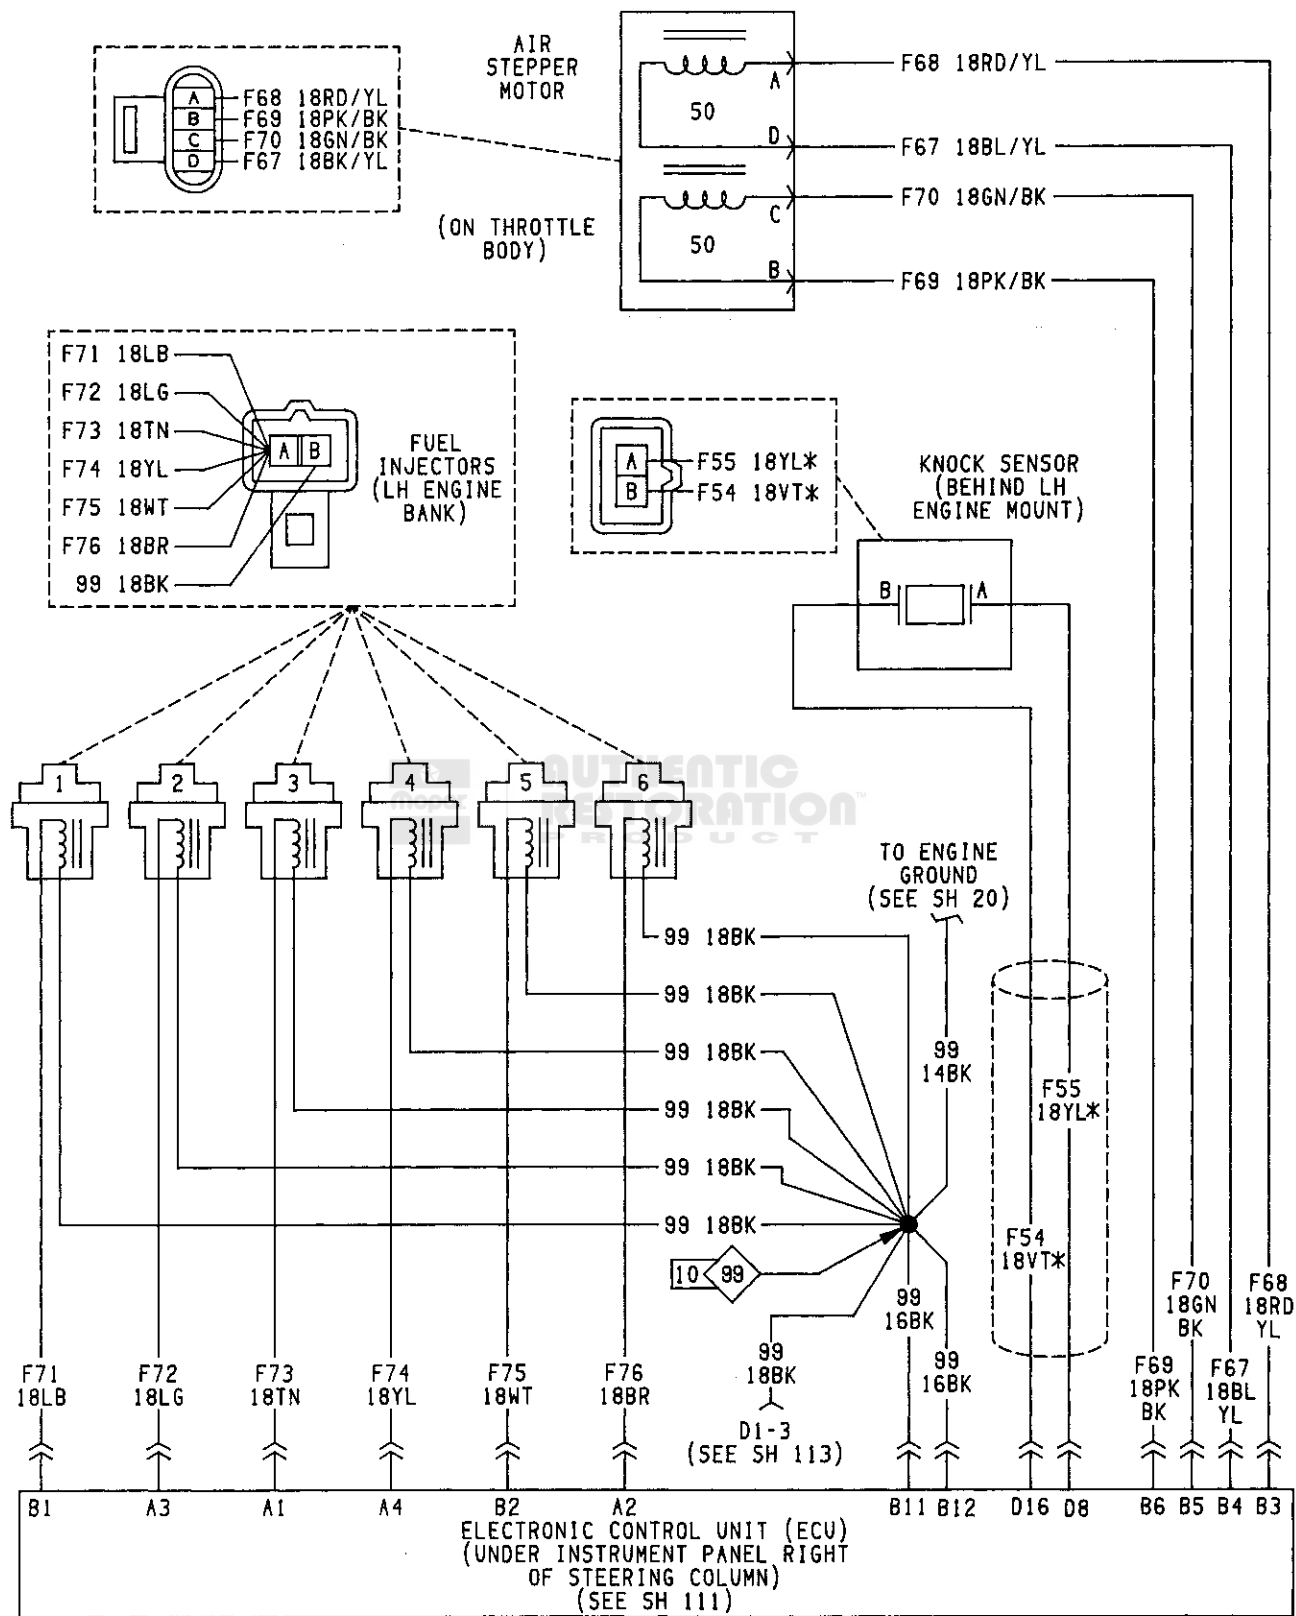 AIR
STEPPER
MOTOR
A
B
C
D
F68 18RD/YL
F69 18PK/BK
F70 18GN/BK
F67 18BK/YL
(ON THROTTLE
BODY)
A
50
D
C
50
B
F68 18RD/YL
F67 18BL/YL
F70 18GN/BK
F69 18PK/BK
F71 18LB
F72 18LG
F73 18TN
F74 18YL
F75 18WT
F76 18BR
99 18BK
A B
FUEL
INJECTORS
(LH ENGINE
BANK)
A
B
F55 18YL*
F54 18VT*
KNOCK SENSOR
(BEHIND LH
ENGINE MOUNT)
B A
1 2 3 4 5 6
Mopar
AUTHENTIC
RESTORATION™
PRODUCT
TO ENGINE
GROUND
(SEE SH 20)
99 18BK
99 18BK
99 18BK
99 18BK
99 18BK
99 18BK
99
14BK
F55
18YL*
F54
18VT*
10 99
99
16BK
99
18BK
D1-3
(SEE SH 113)
99
16BK
F70
18GN
BK
F68
18RD
YL
F69
18PK
BK
F67
18BL
YL
F71
18LB
F72
18LG
F73
18TN
F74
18YL
F75
18WT
F76
18BR
B1 A3 A1 A4 B2 A2 B11 B12 D16 D8 B6 B5 B4 B3
ELECTRONIC CONTROL UNIT (ECU)
(UNDER INSTRUMENT PANEL RIGHT
OF STEERING COLUMN)
(SEE SH 111)